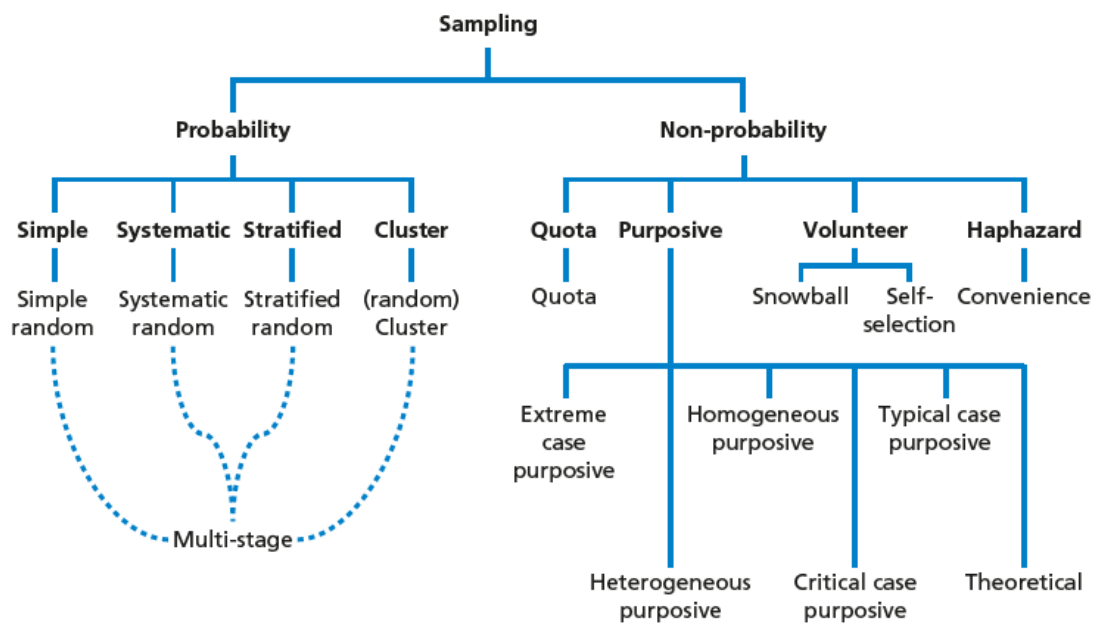 Sampling
Probability
Non-probability
Simple
Systematic
Stratified
Cluster
Quota
Purposive
Volunteer
Haphazard
Simple
random
Systematic
random
Stratified
random
(random)
Cluster
Quota
Snowball
Self-
selection
Convenience
Extreme
case
purposive
Homogeneous
purposive
Typical case
purposive
Multi-stage
Heterogeneous
purposive
Critical case
purposive
Theoretical